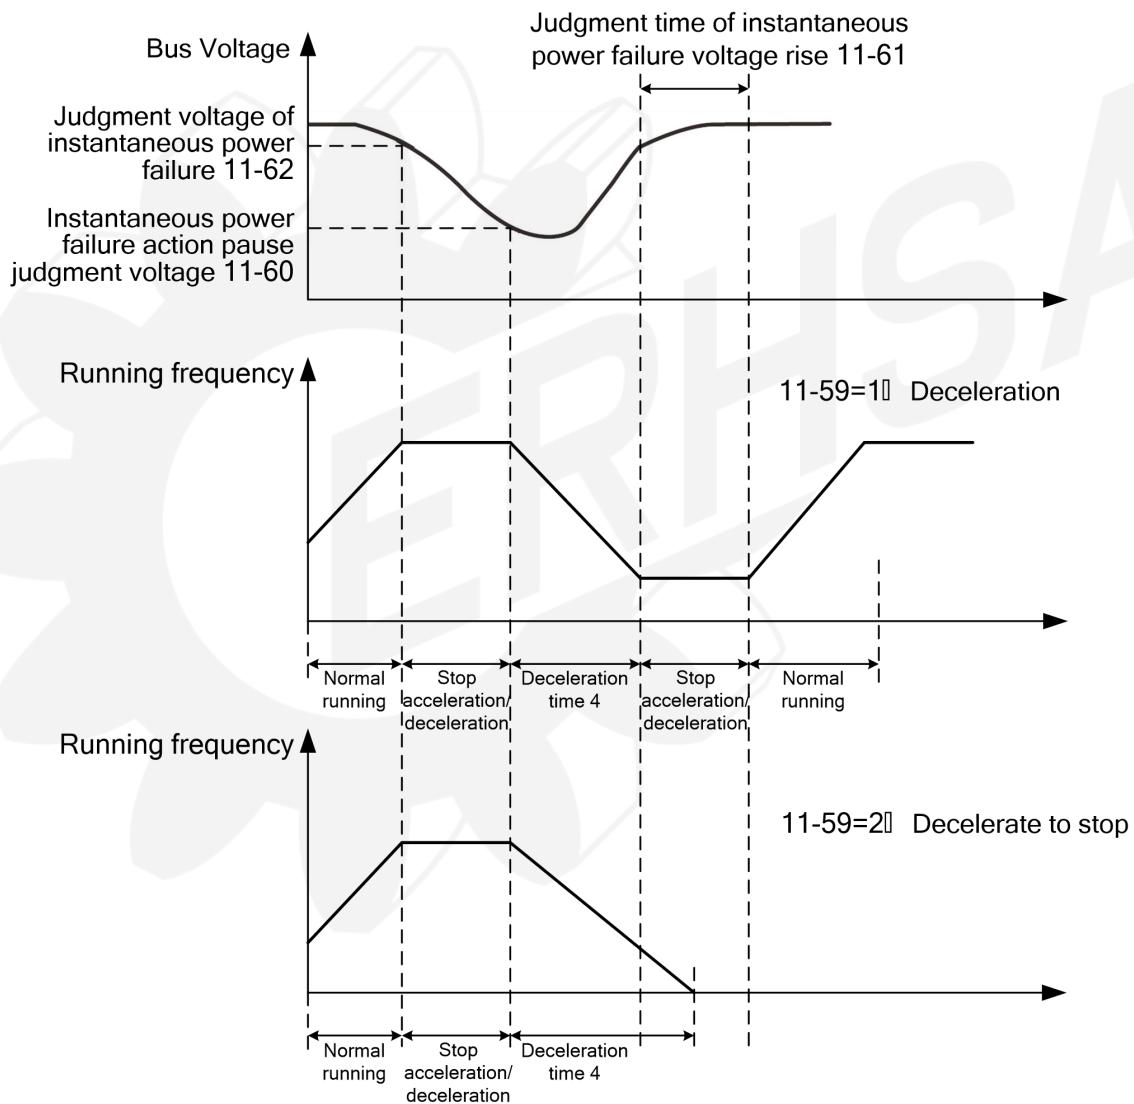 Judgment time of instantaneous
power failure voltage rise 11-61
Bus Voltage
Judgment voltage of
instantaneous power
failure 11-62
Instantaneous power
failure action pause
judgment voltage 11-60
Running frequency
11-59=1▯ Deceleration
Normal
running
Stop
acceleration/
deceleration
Deceleration
time 4
Stop
acceleration/
deceleration
Normal
running
Running frequency
11-59=2▯ Decelerate to stop
Normal
running
Stop
acceleration/
deceleration
Deceleration
time 4
ERHSA